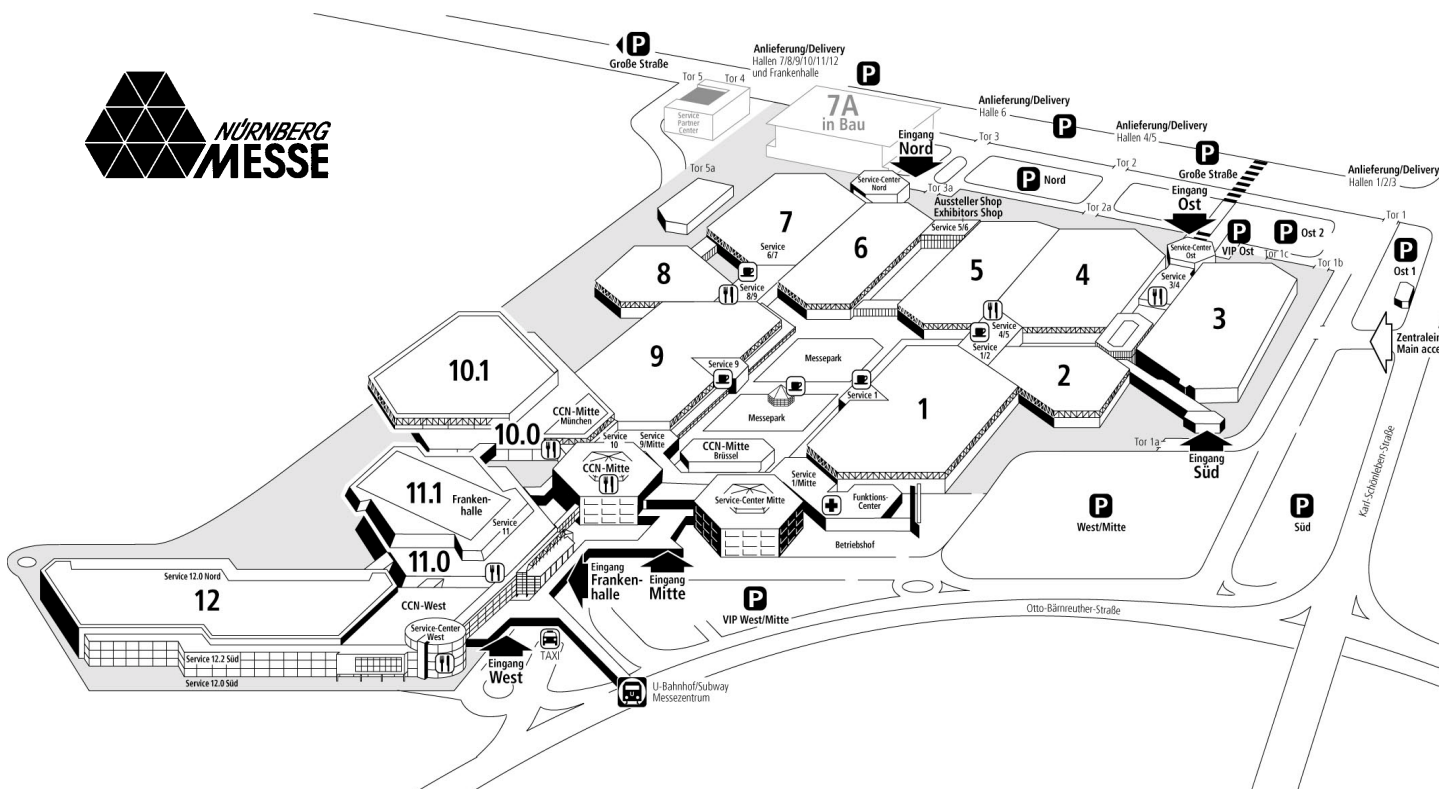 NÜRNBERG
MESSE
P
Große Straße
Anlieferung/Delivery
Hallen 7/8/9/10/11/12
und Frankenhalle
Tor 5
Tor 4
Service
Partner
Center
P
7A
in Bau
Anlieferung/Delivery
Halle 6
P
Anlieferung/Delivery
Hallen 4/5
P
Große Straße
Anlieferung/Delivery
Hallen 1/2/3
Eingang
Nord
Tor 3
Tor 2
Tor 1
Tor 5a
Service-Center
Nord
Tor 3a
P Nord
Tor 2a
Eingang
Ost
Aussteller Shop
Exhibitors Shop
Service 5/6
Service-Center
Ost
P
VIP Ost
P Ost 2
Tor 1c
Tor 1b
P
Ost 1
7
Service
6/7
6
5
4
Service
3/4
3
8
Service
8/9
Service
4/5
Service
1/2
Zentralein
Main acce
9
Service 9
Messepark
Service 1
Messepark
1
2
10.1
CCN-Mitte
München
10.0
Service
10
Service
9/Mitte
CCN-Mitte
Brüssel
Tor 1a
Eingang
Süd
Karl-Schönleben-Straße
CCN-Mitte
Service
1/Mitte
Service-Center Mitte
Funktions-
Center
Betriebshof
P
West/Mitte
P
Süd
11.1
Franken-
halle
Service
11
11.0
Eingang
Franken-
halle
Eingang
Mitte
P
VIP West/Mitte
Otto-Bärnreuther-Straße
Service 12.0 Nord
12
CCN-West
Service-Center
West
Service 12.2 Süd
Service 12.0 Süd
Eingang
West
TAXI
U
U-Bahnhof/Subway
Messezentrum